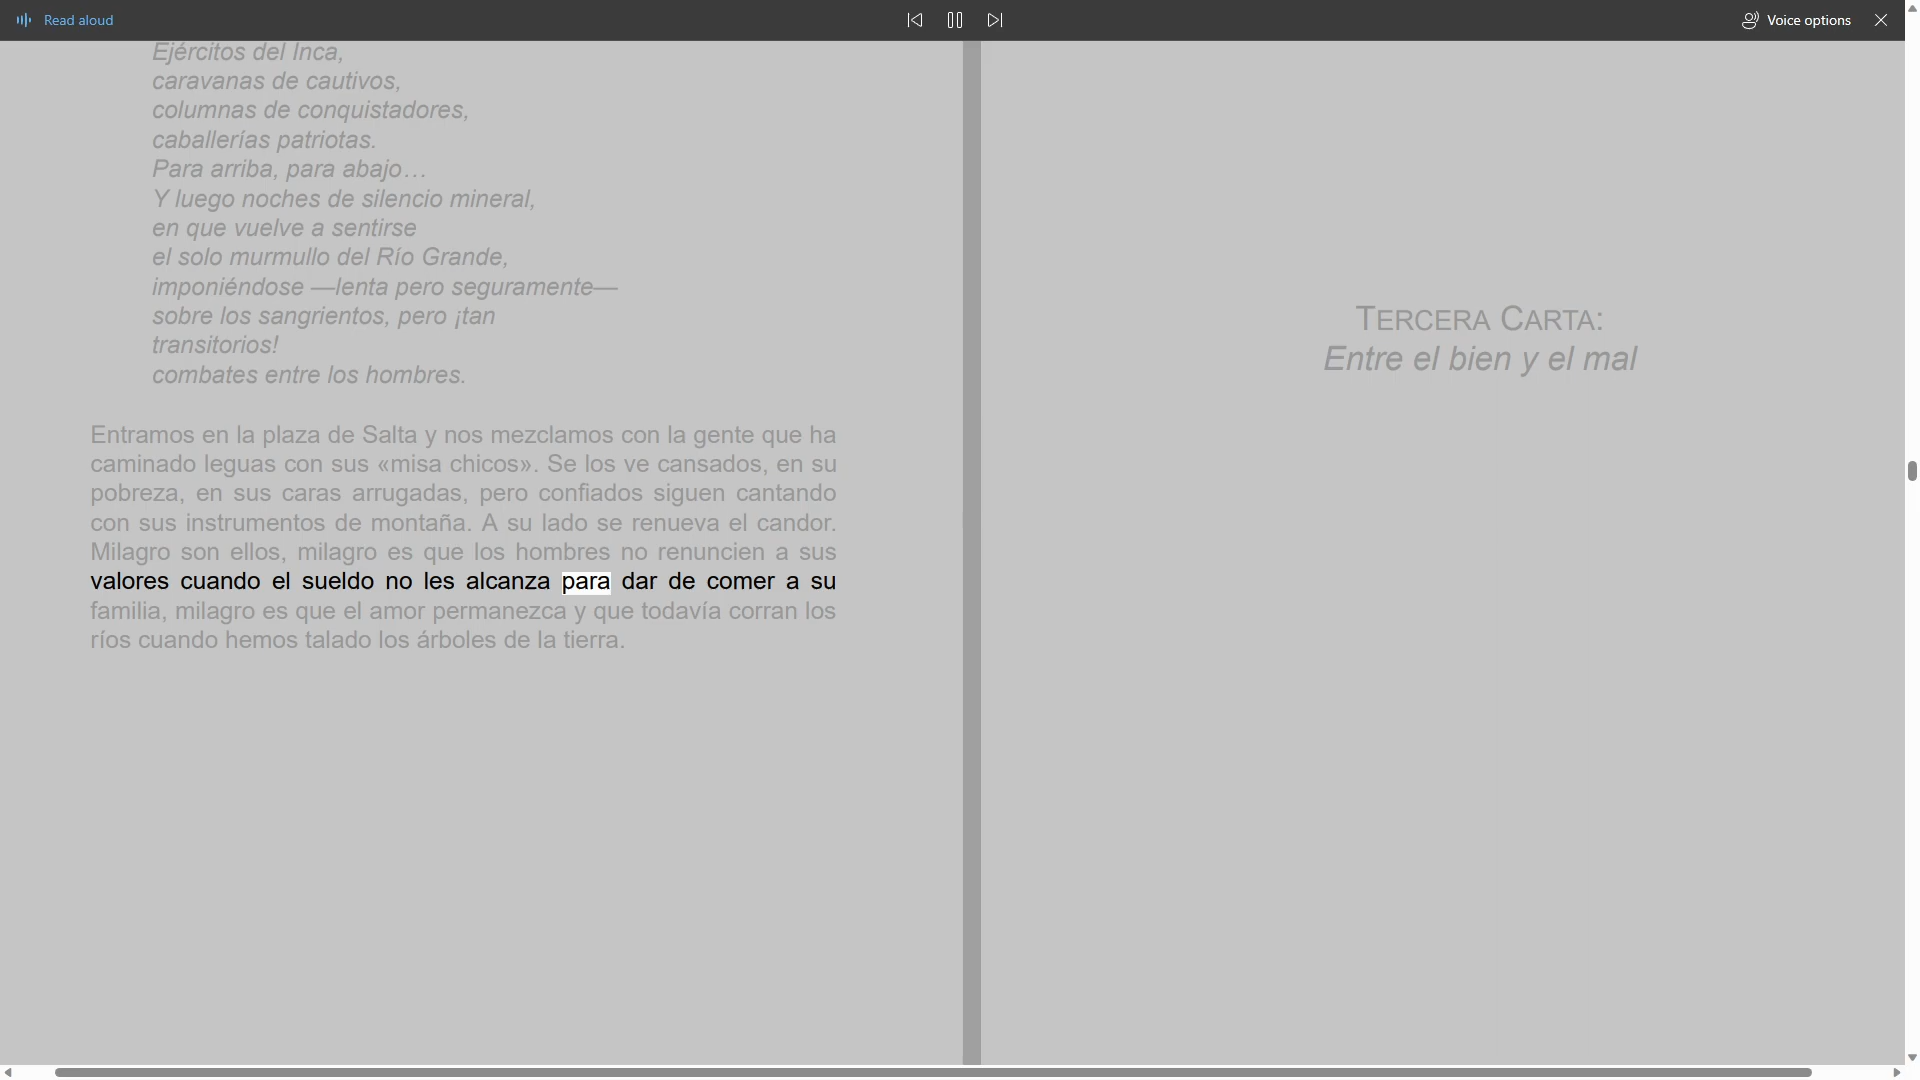 Read aloud
Voice options
Ejércitos del Inca,
caravanas de cautivos,
columnas de conquistadores,
caballerías patriotas.
Para arriba, para abajo…
Y luego noches de silencio mineral,
en que vuelve a sentirse
el solo murmullo del Río Grande,
imponiéndose —lenta pero seguramente—
sobre los sangrientos, pero ¡tan
transitorios!
combates entre los hombres.
Entramos en la plaza de Salta y nos mezclamos con la gente que ha
caminado leguas con sus «misa chicos». Se los ve cansados, en su
pobreza, en sus caras arrugadas, pero confiados siguen cantando
con sus instrumentos de montaña. A su lado se renueva el candor.
Milagro son ellos, milagro es que los hombres no renuncien a sus
valores cuando el sueldo no les alcanza para dar de comer a su
familia, milagro es que el amor permanezca y que todavía corran los
ríos cuando hemos talado los árboles de la tierra.
TERCERA CARTA:
Entre el bien y el mal